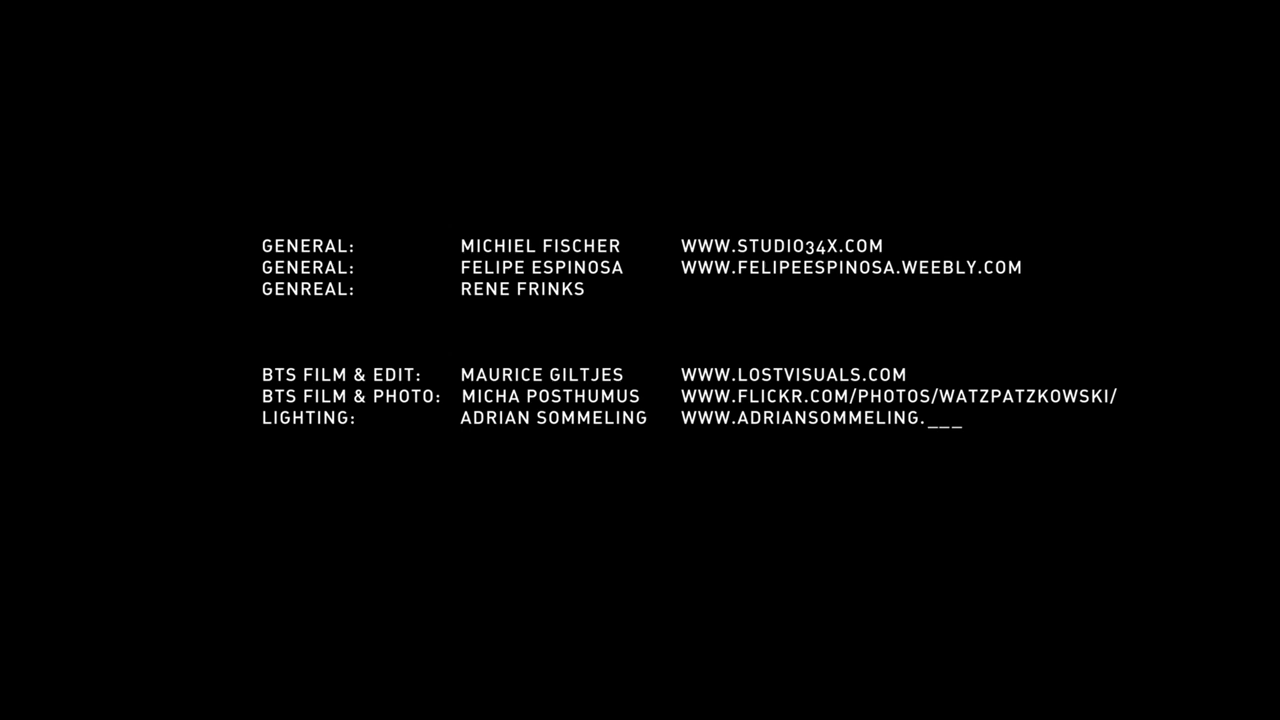 GENERAL: MICHIEL FISCHER WWW.STUDIO34X.COM
GENERAL: FELIPE ESPINOSA WWW.FELIPEESPINOSA.WEEBLY.COM
GENREAL: RENE FRINKS
BTS FILM & EDIT: MAURICE GILTJES WWW.LOSTVISUALS.COM
BTS FILM & PHOTO: MICHA POSTHUMUS WWW.FLICKR.COM/PHOTOS/WATZPATZKOWSKI/
LIGHTING: ADRIAN SOMMELING WWW.ADRIANSOMMELING.___